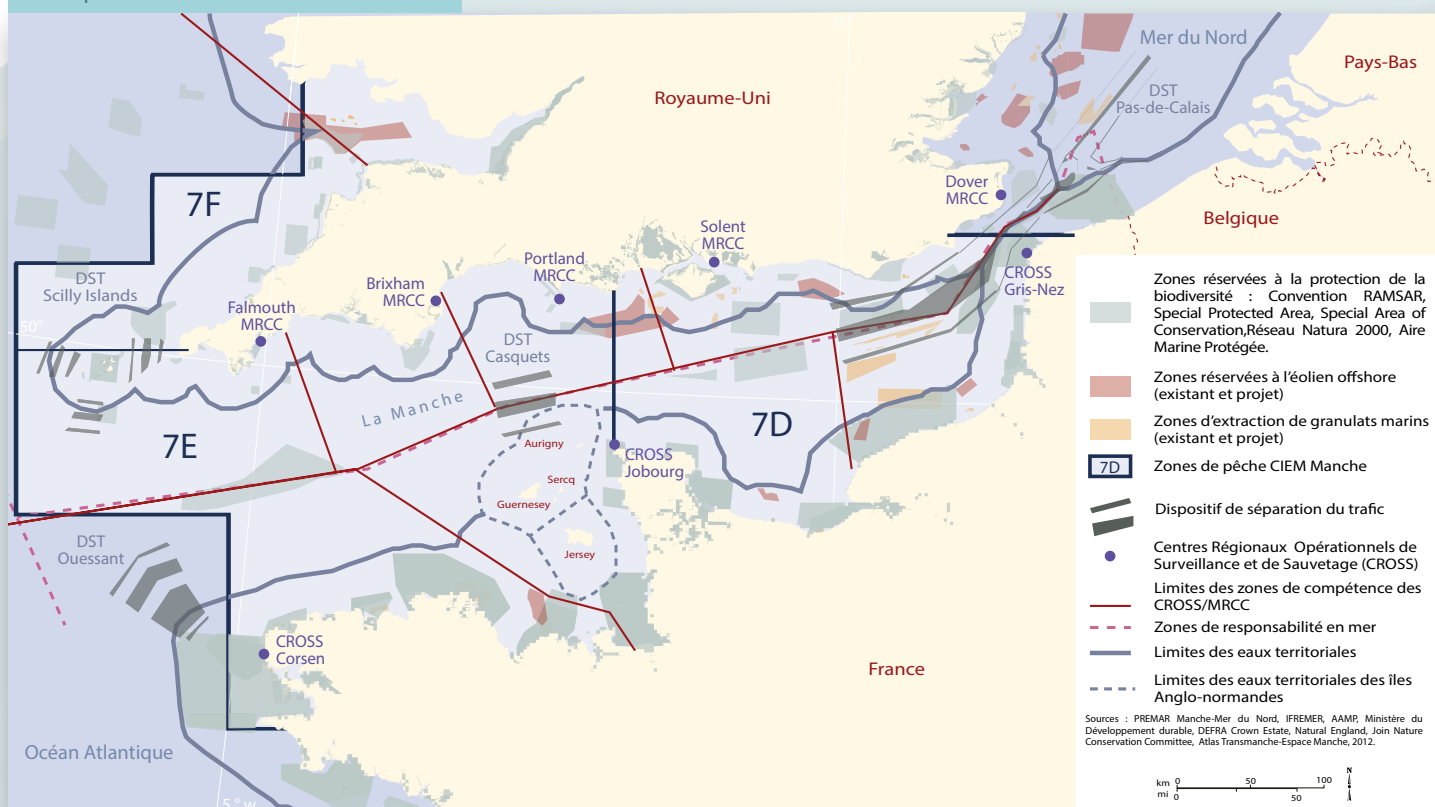 Mer du Nord
Pays-Bas
Royaume-Uni
DST
Pas-de-Calais
Dover
MRCC
7F
Belgique
Solent
MRCC
Portland
MRCC
DST
Scilly Islands
Brixham
MRCC
CROSS
Gris-Nez
Falmouth
MRCC
50°
DST
Casquets
La Manche
7E
7D
Aurigny
CROSS
Jobourg
Sercq
Guernesey
Jersey
DST
Ouessant
CROSS
Corsen
France
Océan Atlantique
5° w
Zones réservées à la protection de la
biodiversité : Convention RAMSAR,
Special Protected Area, Special Area of
Conservation,Réseau Natura 2000, Aire
Marine Protégée.
Zones réservées à l'éolien offshore
(existant et projet)
Zones d'extraction de granulats marins
(existant et projet)
7D
Zones de pêche CIEM Manche
Dispositif de séparation du trafic
Centres Régionaux Opérationnels de
Surveillance et de Sauvetage (CROSS)
Limites des zones de compétence des
CROSS/MRCC
Zones de responsabilité en mer
Limites des eaux territoriales
Limites des eaux territoriales des îles
Anglo-normandes
Sources : PREMAR Manche-Mer du Nord, IFREMER, AAMP, Ministère du
Développement durable, DEFRA Crown Estate, Natural England, Join Nature
Conservation Committee, Atlas Transmanche-Espace Manche, 2012.
N
km 0 50 100
mi 0 50